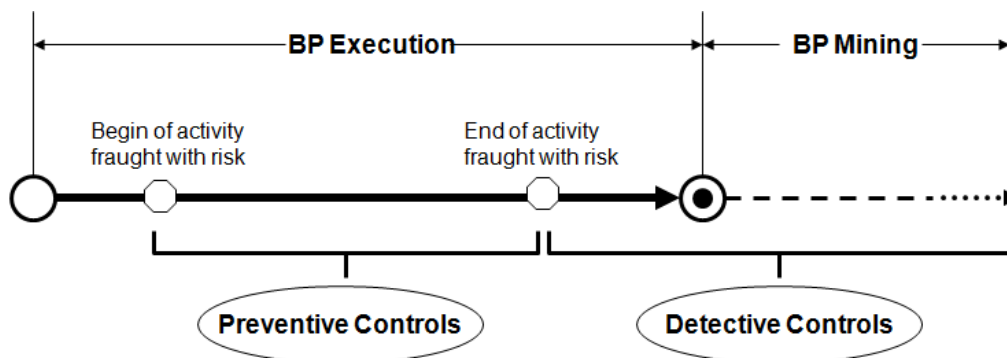 BP Execution
BP Mining
Begin of activity
fraught with risk
End of activity
fraught with risk
Preventive Controls
Detective Controls